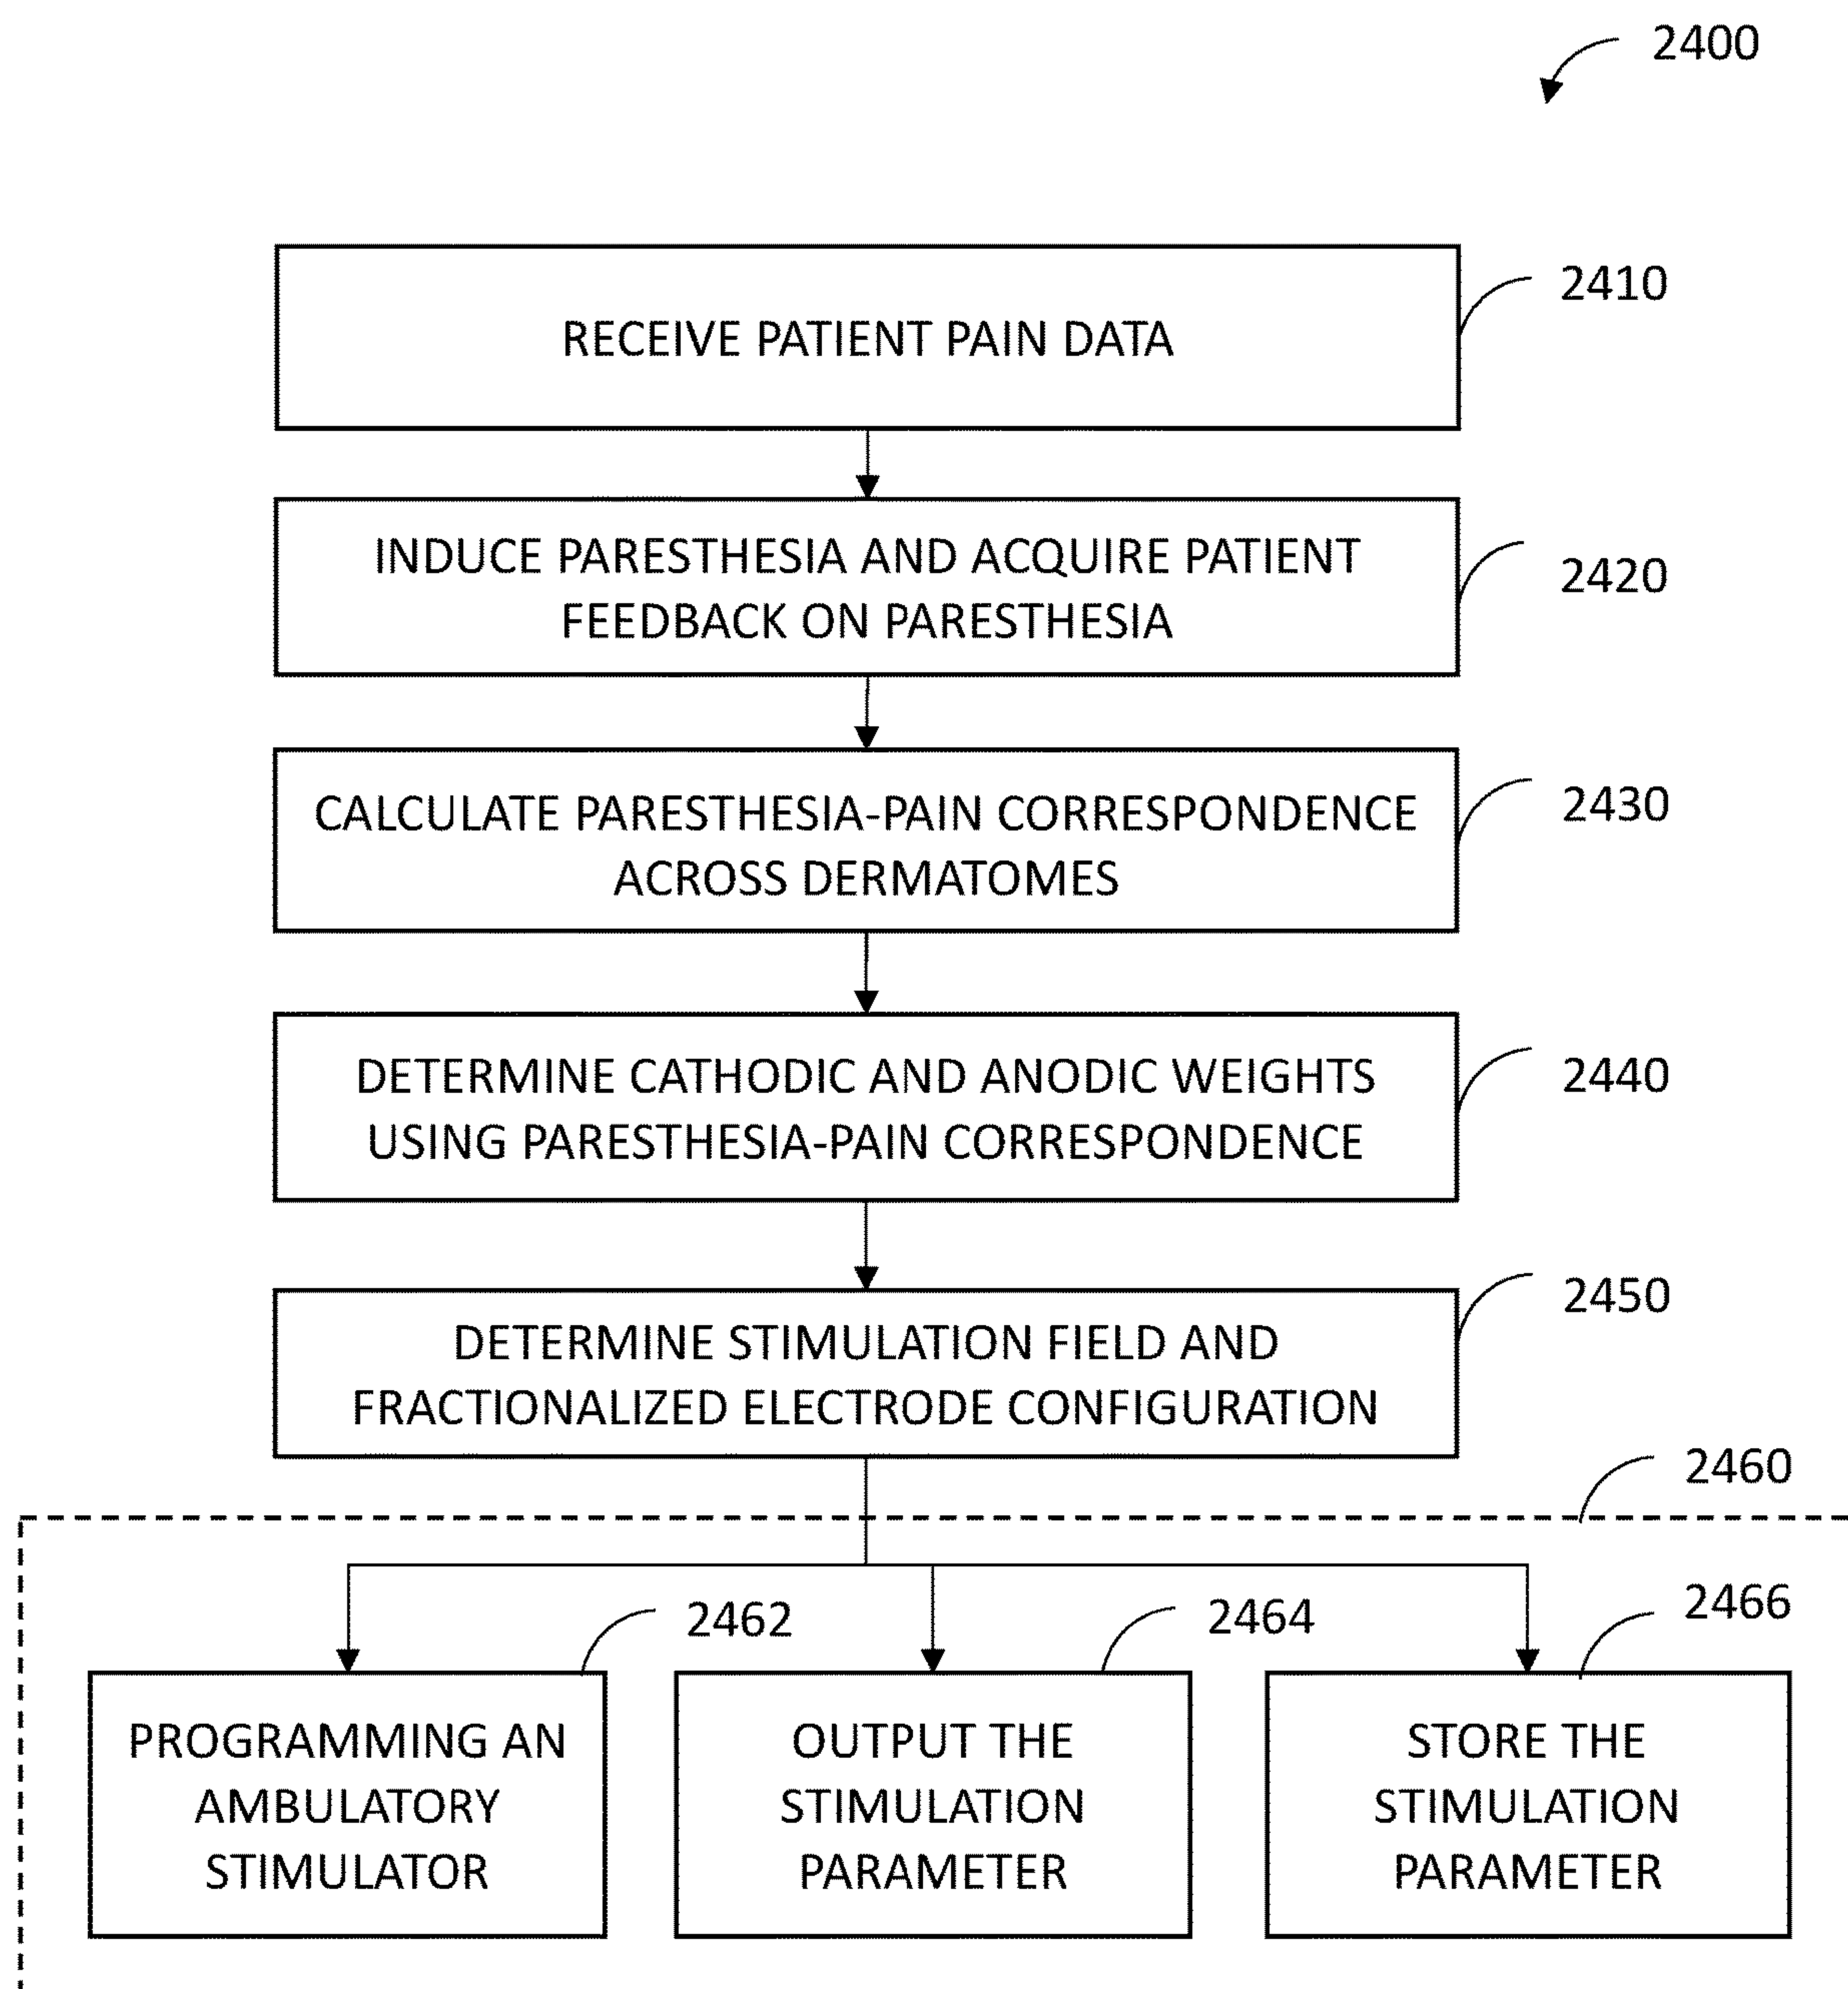 2400
RECEIVE PATIENT PAIN DATA
2410
INDUCE PARESTHESIA AND ACQUIRE PATIENT
FEEDBACK ON PARESTHESIA
2420
CALCULATE PARESTHESIA-PAIN CORRESPONDENCE
ACROSS DERMATOMES
2430
DETERMINE CATHODIC AND ANODIC WEIGHTS
USING PARESTHESIA-PAIN CORRESPONDENCE
2440
DETERMINE STIMULATION FIELD AND
FRACTIONALIZED ELECTRODE CONFIGURATION
2450
2460
2462
PROGRAMMING AN
AMBULATORY
STIMULATOR
2464
OUTPUT THE
STIMULATION
PARAMETER
2466
STORE THE
STIMULATION
PARAMETER